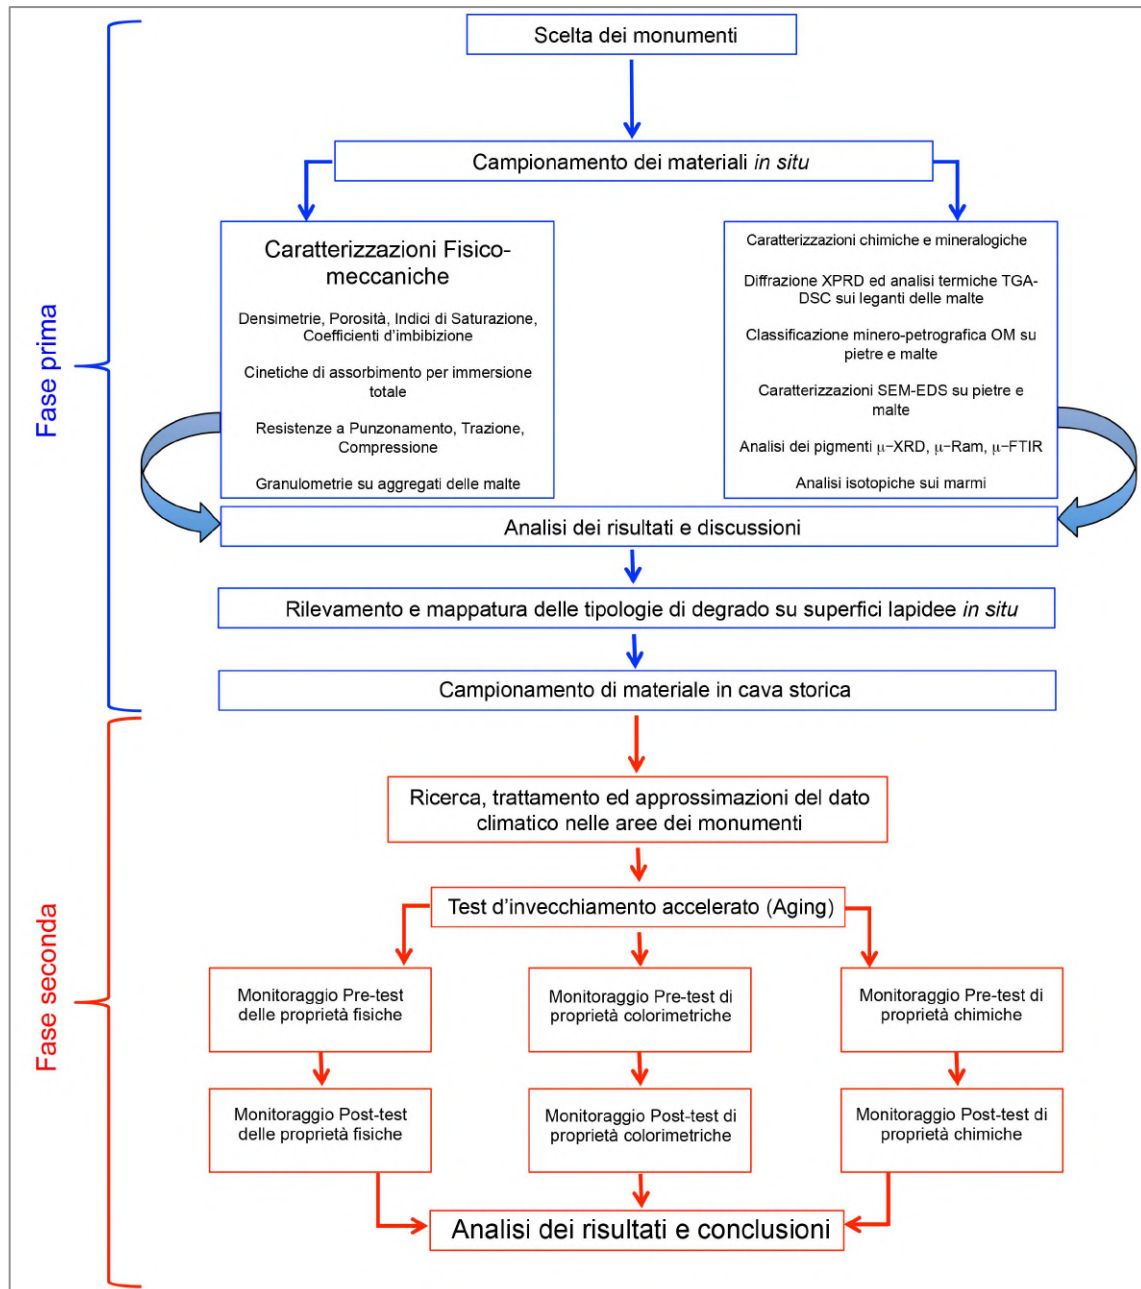 Scelta dei monumenti
Campionamento dei materiali in situ
Fase prima
Caratterizzazioni Fisico-
meccaniche
Densimetrie, Porosità, Indici di Saturazione,
Coefficienti d'imbibizione
Cinetiche di assorbimento per immersione
totale
Resistenze a Punzonamento, Trazione,
Compressione
Granulometrie su aggregati delle malte
Caratterizzazioni chimiche e mineralogiche
Diffrazione XPRD ed analisi termiche TGA-
DSC sui leganti delle malte
Classificazione minero-petrografica OM su
pietre e malte
Caratterizzazioni SEM-EDS su pietre e
malte
Analisi dei pigmenti μ-XRD, μ-Ram, μ-FTIR
Analisi isotopiche sui marmi
Analisi dei risultati e discussioni
Rilevamento e mappatura delle tipologie di degrado su superfici lapidee in situ
Campionamento di materiale in cava storica
Fase seconda
Ricerca, trattamento ed approssimazioni del dato
climatico nelle aree dei monumenti
Test d'invecchiamento accelerato (Aging)
Monitoraggio Pre-test
delle proprietà fisiche
Monitoraggio Pre-test di
proprietà colorimetriche
Monitoraggio Pre-test di
proprietà chimiche
Monitoraggio Post-test
delle proprietà fisiche
Monitoraggio Post-test di
proprietà colorimetriche
Monitoraggio Post-test di
proprietà chimiche
Analisi dei risultati e conclusioni